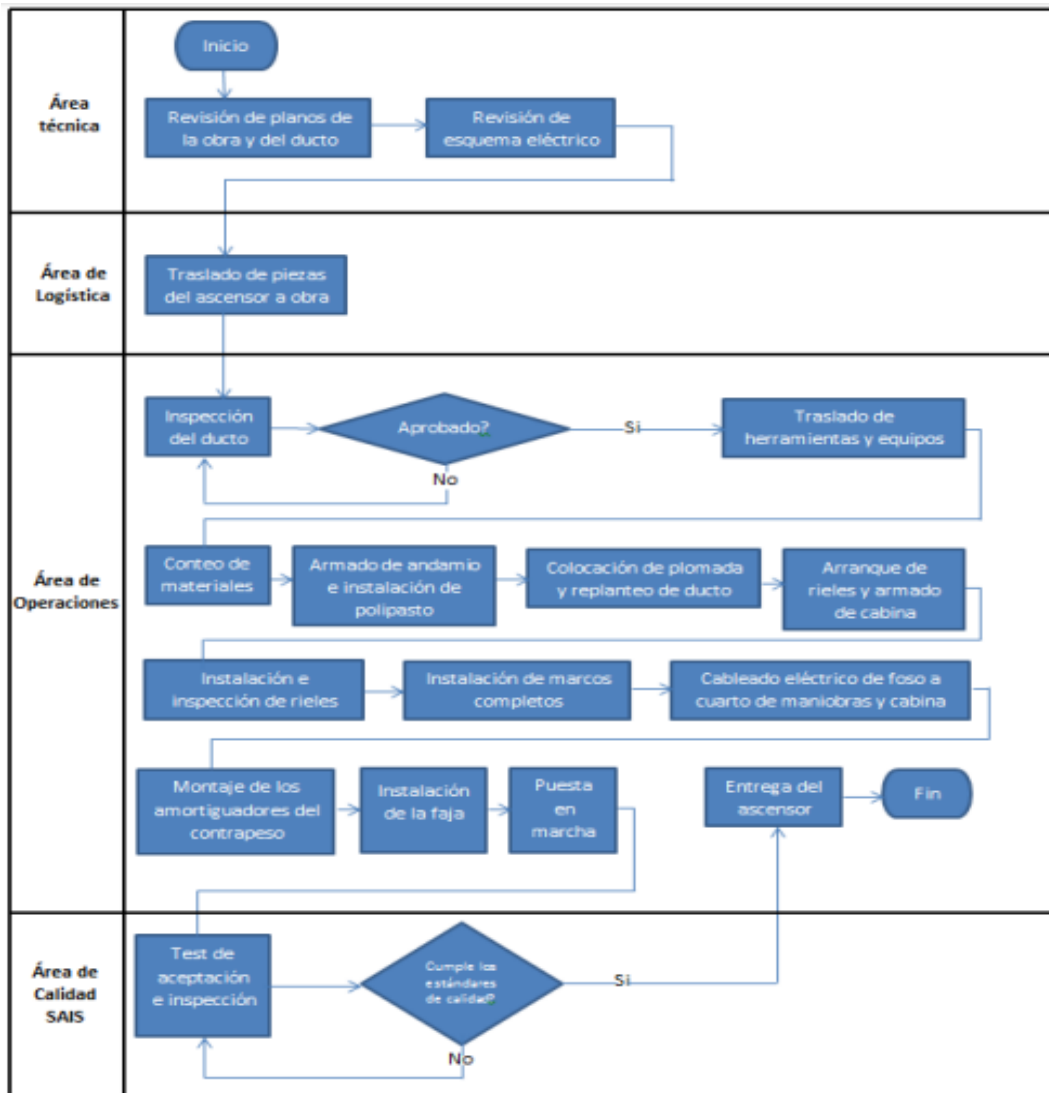 Área
técnica
Inicio
Revisión de planos de
la obra y del ducto
Revisión de
esquema eléctrico
Área de
Logística
Traslado de piezas
del ascensor a obra
Área de
Operaciones
Inspección
del ducto
Aprobado?
Si
No
Traslado de
herramientas y equipos
Conteo de
materiales
Armado de andamio
e instalación de
polipasto
Colocación de plomada
y replanteo de ducto
Arranque de
rieles y armado
de cabina
Instalación e
inspección de rieles
Instalación de marcos
completos
Cableado eléctrico de foso a
cuarto de maniobras y cabina
Montaje de los
amortiguadores del
contrapeso
Instalación
de la faja
Puesta
en
marcha
Entrega del
ascensor
Fin
Área de
Calidad
SAIS
Test de
aceptación
e inspección
Cumple los
estándares
de calidad?
Si
No